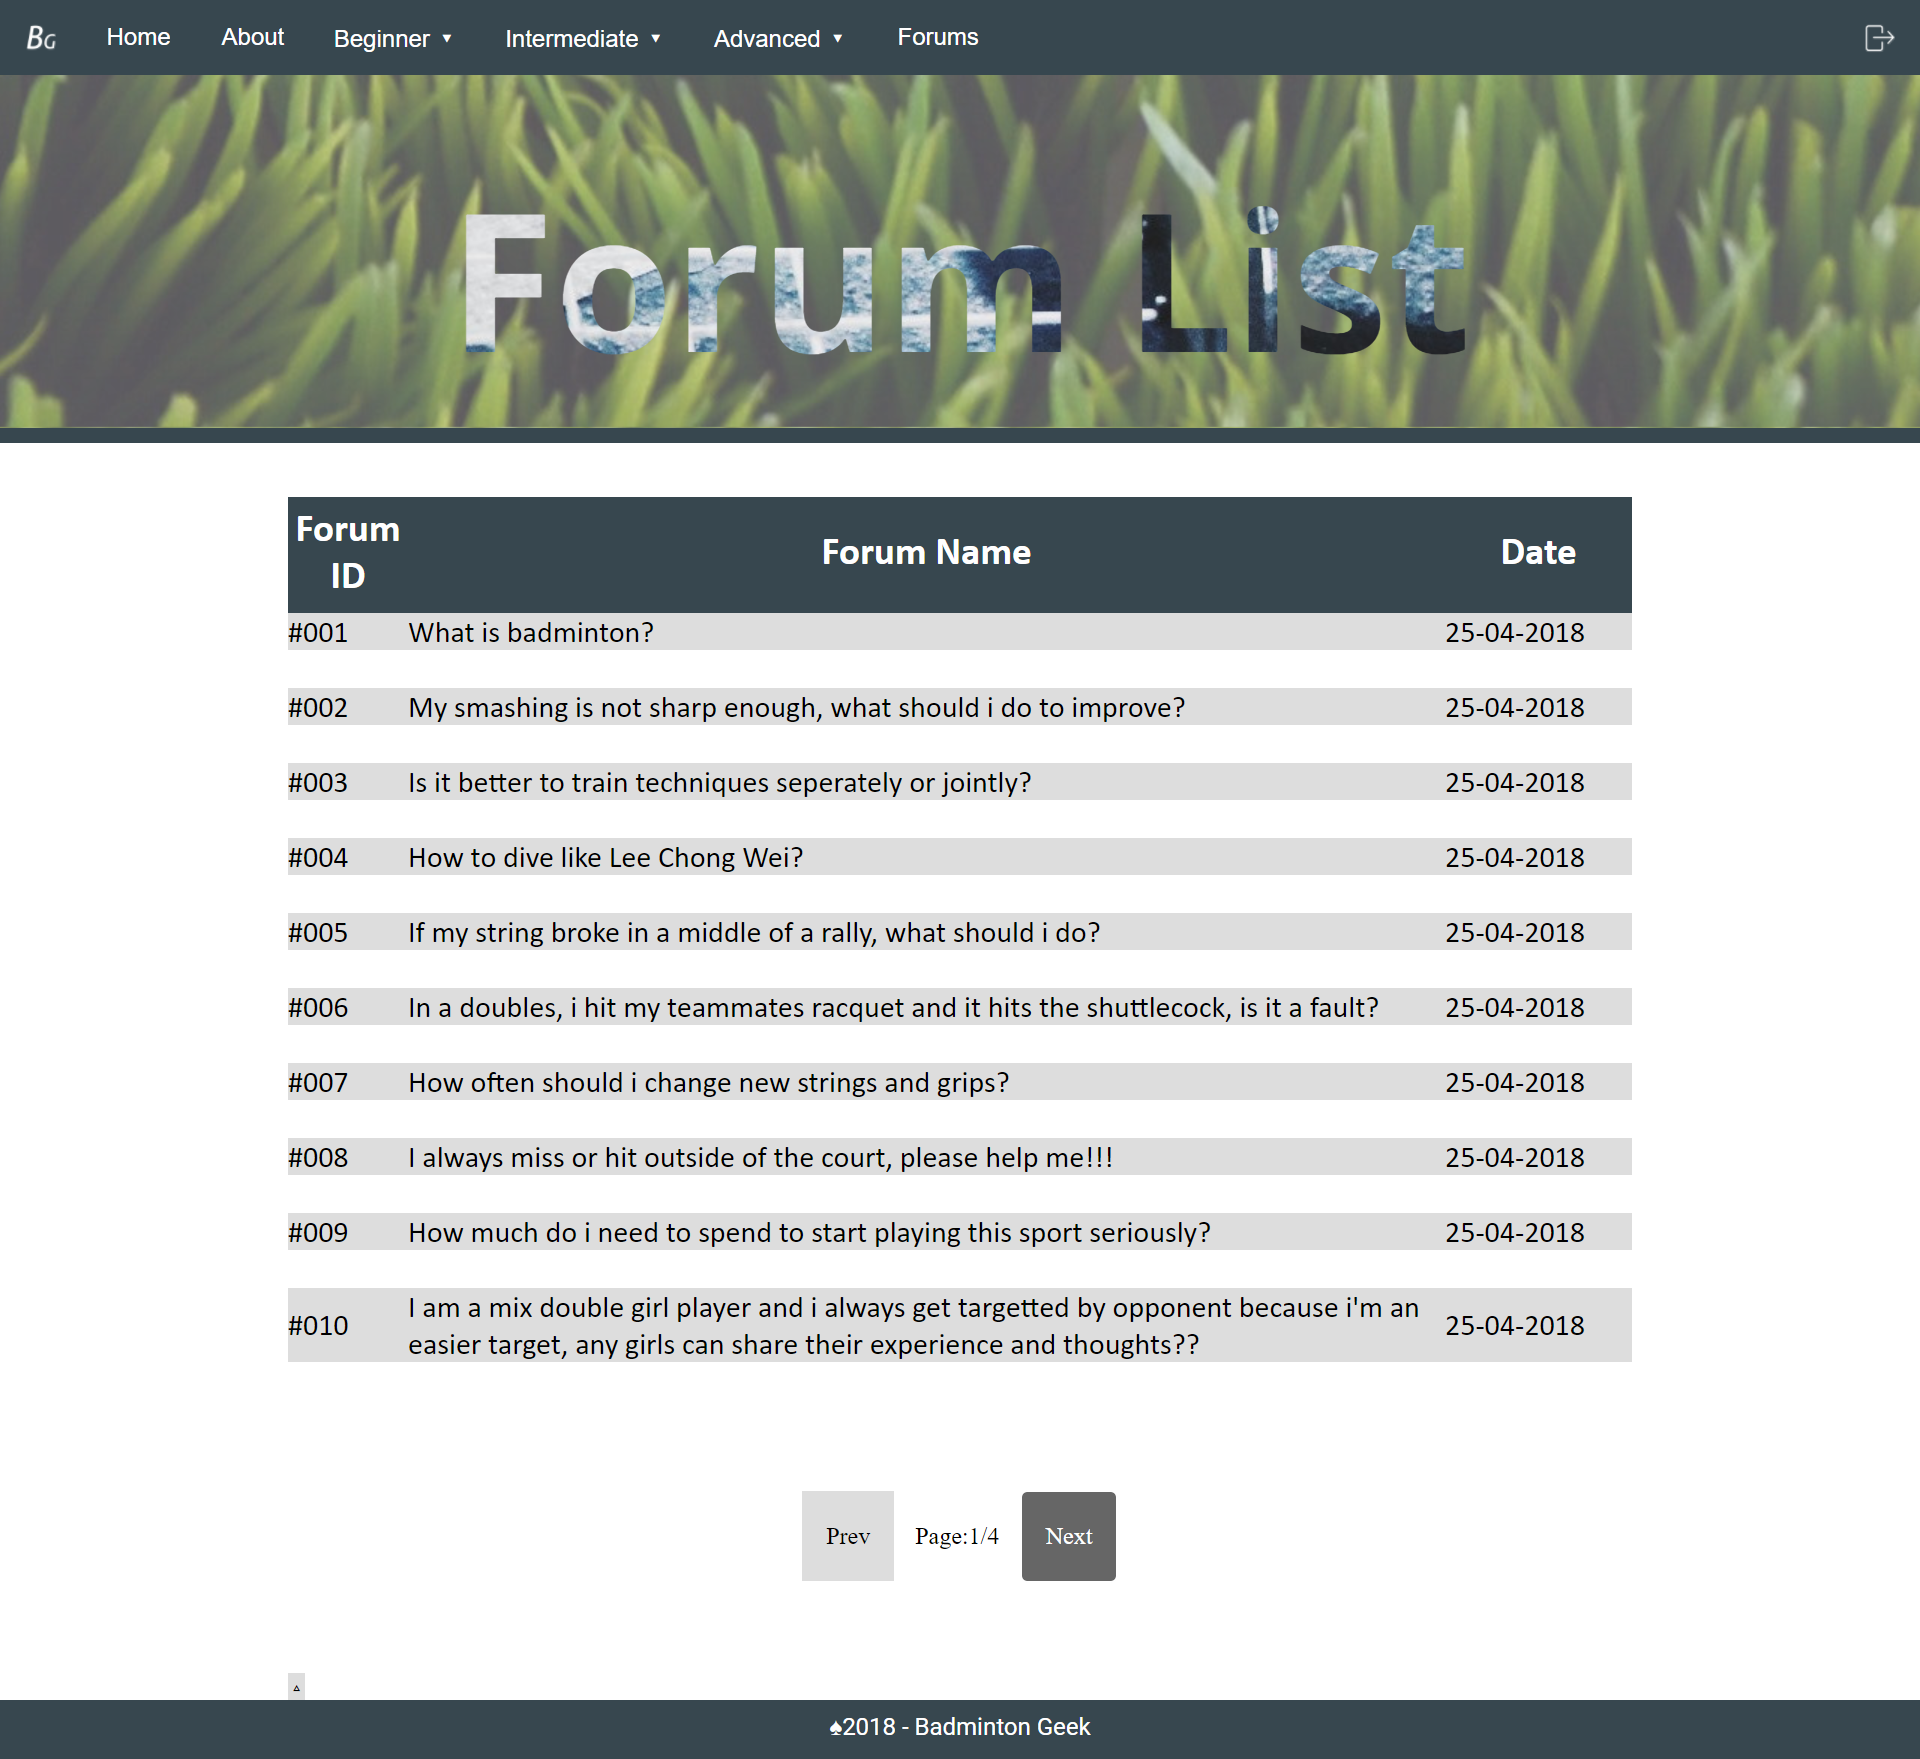 BG Home About Beginner ▼ Intermediate ▼ Advanced ▼ Forums
Forum List
Forum ID Forum Name Date
#001 What is badminton? 25-04-2018
#002 My smashing is not sharp enough, what should i do to improve? 25-04-2018
#003 Is it better to train techniques seperately or jointly? 25-04-2018
#004 How to dive like Lee Chong Wei? 25-04-2018
#005 If my string broke in a middle of a rally, what should i do? 25-04-2018
#006 In a doubles, i hit my teammates racquet and it hits the shuttlecock, is it a fault? 25-04-2018
#007 How often should i change new strings and grips? 25-04-2018
#008 I always miss or hit outside of the court, please help me!!! 25-04-2018
#009 How much do i need to spend to start playing this sport seriously? 25-04-2018
#010 I am a mix double girl player and i always get targetted by opponent because i'm an
easier target, any girls can share their experience and thoughts?? 25-04-2018
Prev Page:1/4 Next
♠2018 - Badminton Geek